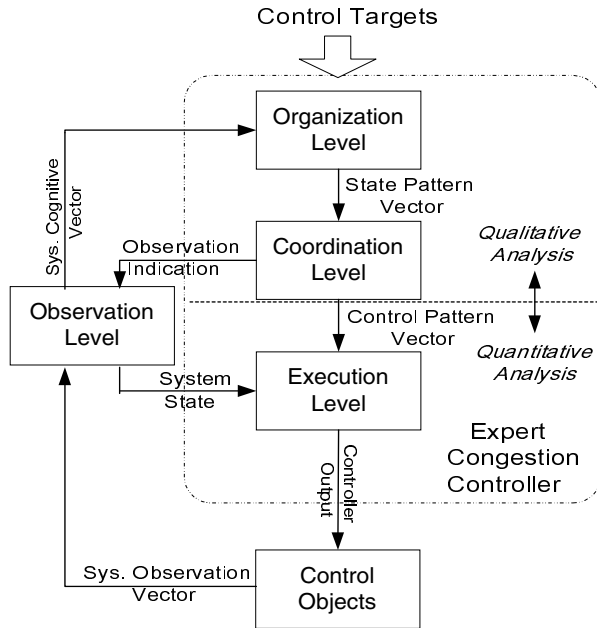 Control Targets
Organization
Level
Sys. Cognitive
Vector
State Pattern
Vector
Observation
Indication
Coordination
Level
Qualitative
Analysis
Observation
Level
Control Pattern
Vector
Quantitative
Analysis
System
State
Execution
Level
Expert
Congestion
Controller
Controller
Output
Sys. Observation
Vector
Control
Objects